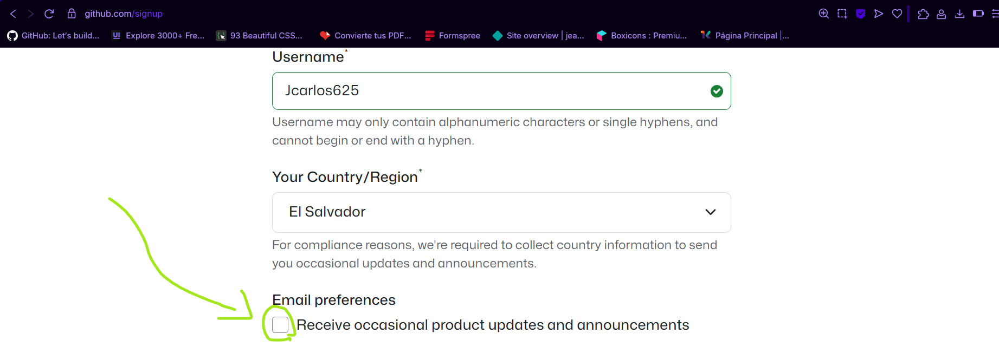 github.com/signup
GitHub: Let’s build... Explore 3000+ Fre... 93 Beautiful CSS... Convierte tus PDF... Formspree Site overview | jea... Boxicons : Premiu... Página Principal |...
Username*
Jcarlos625
Username may only contain alphanumeric characters or single hyphens, and
cannot begin or end with a hyphen.
Your Country/Region*
El Salvador
For compliance reasons, we're required to collect country information to send
you occasional updates and announcements.
Email preferences
Receive occasional product updates and announcements